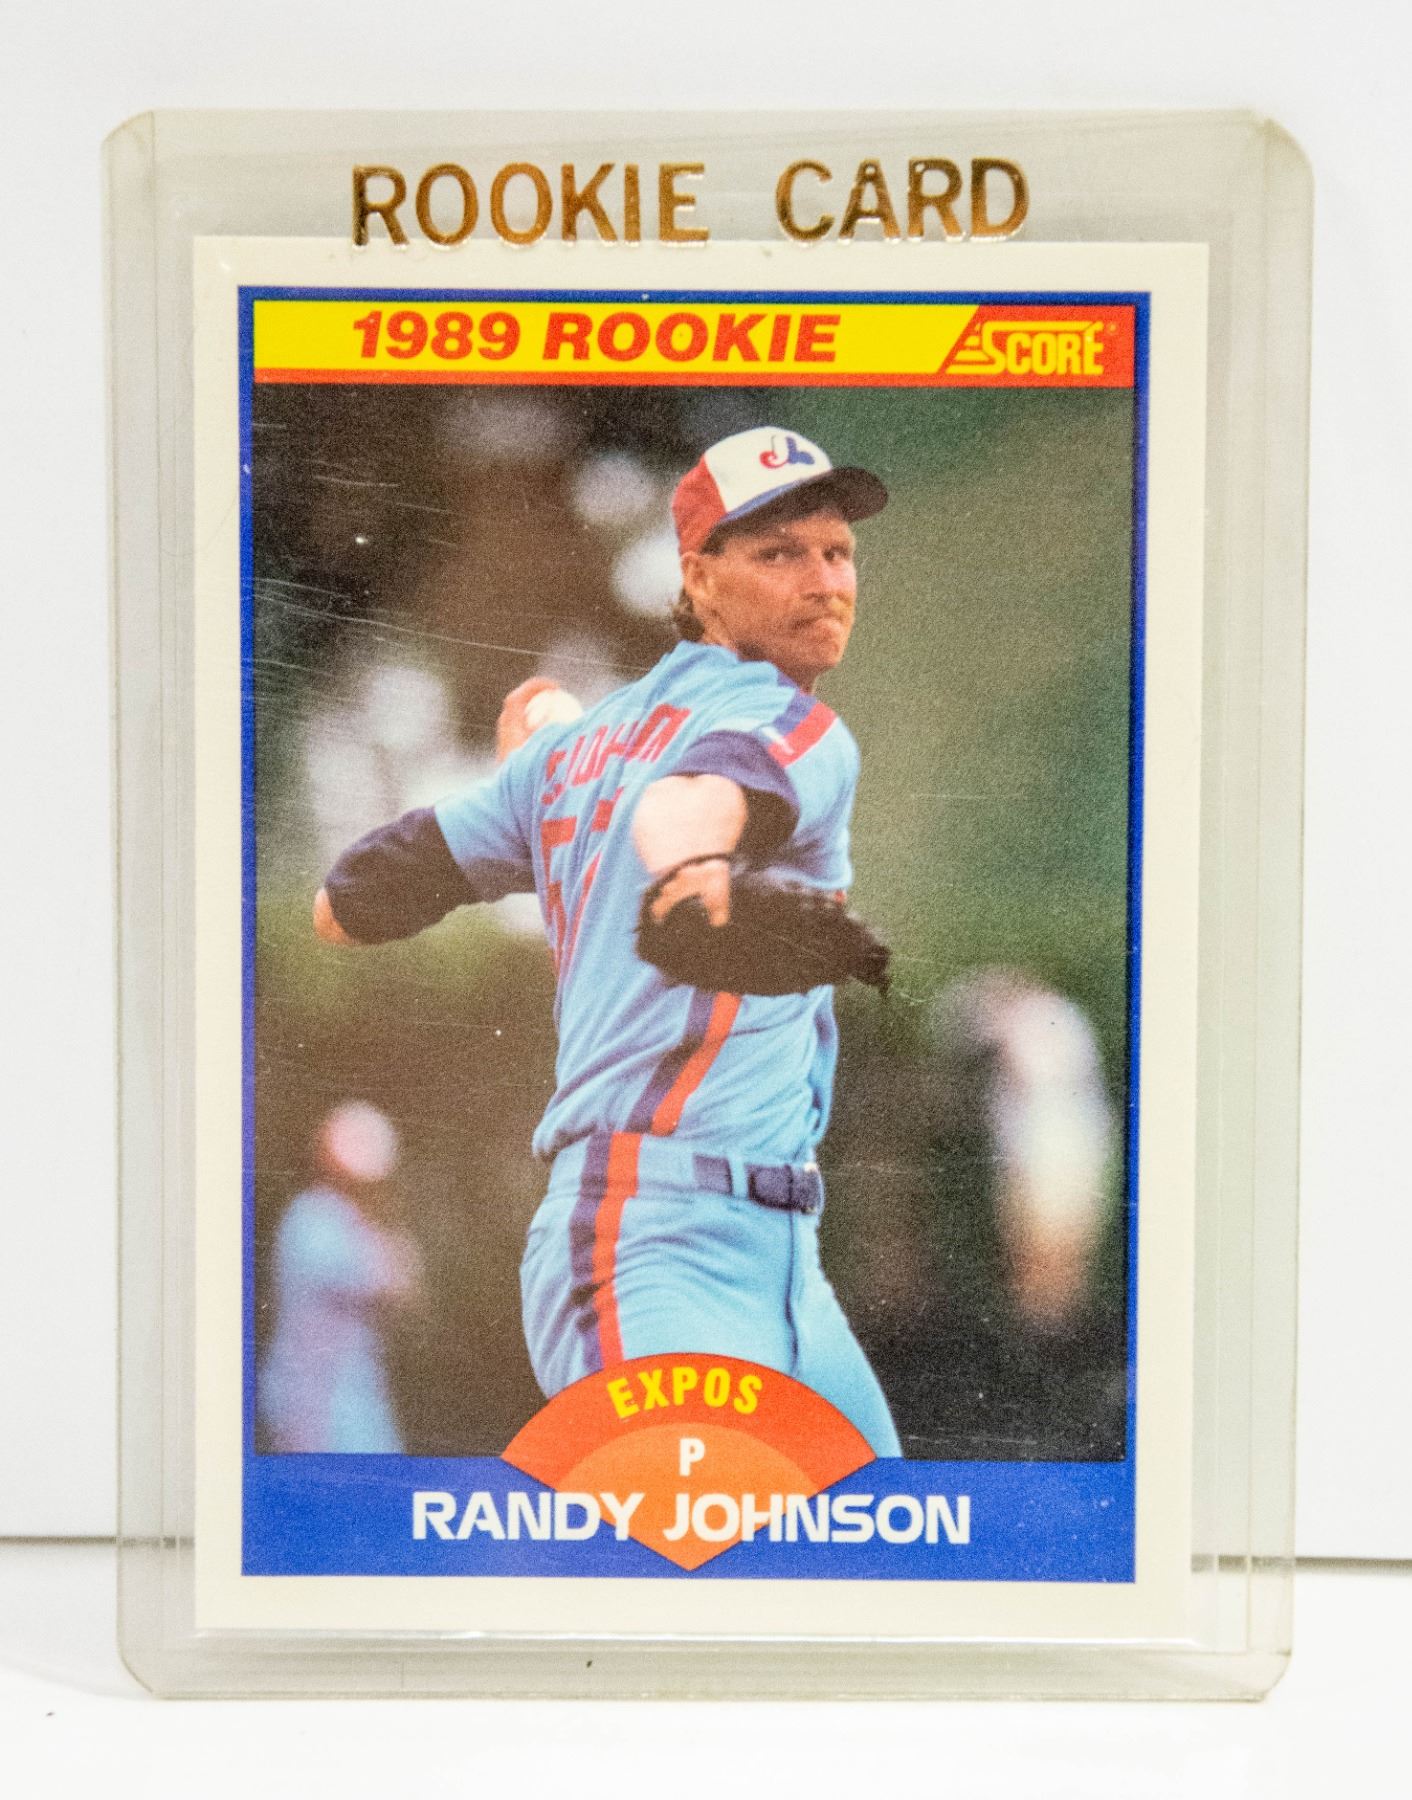 ROOKIE CARD
1989 ROOKIE
SCORE
EXPOS
P
RANDY JOHNSON